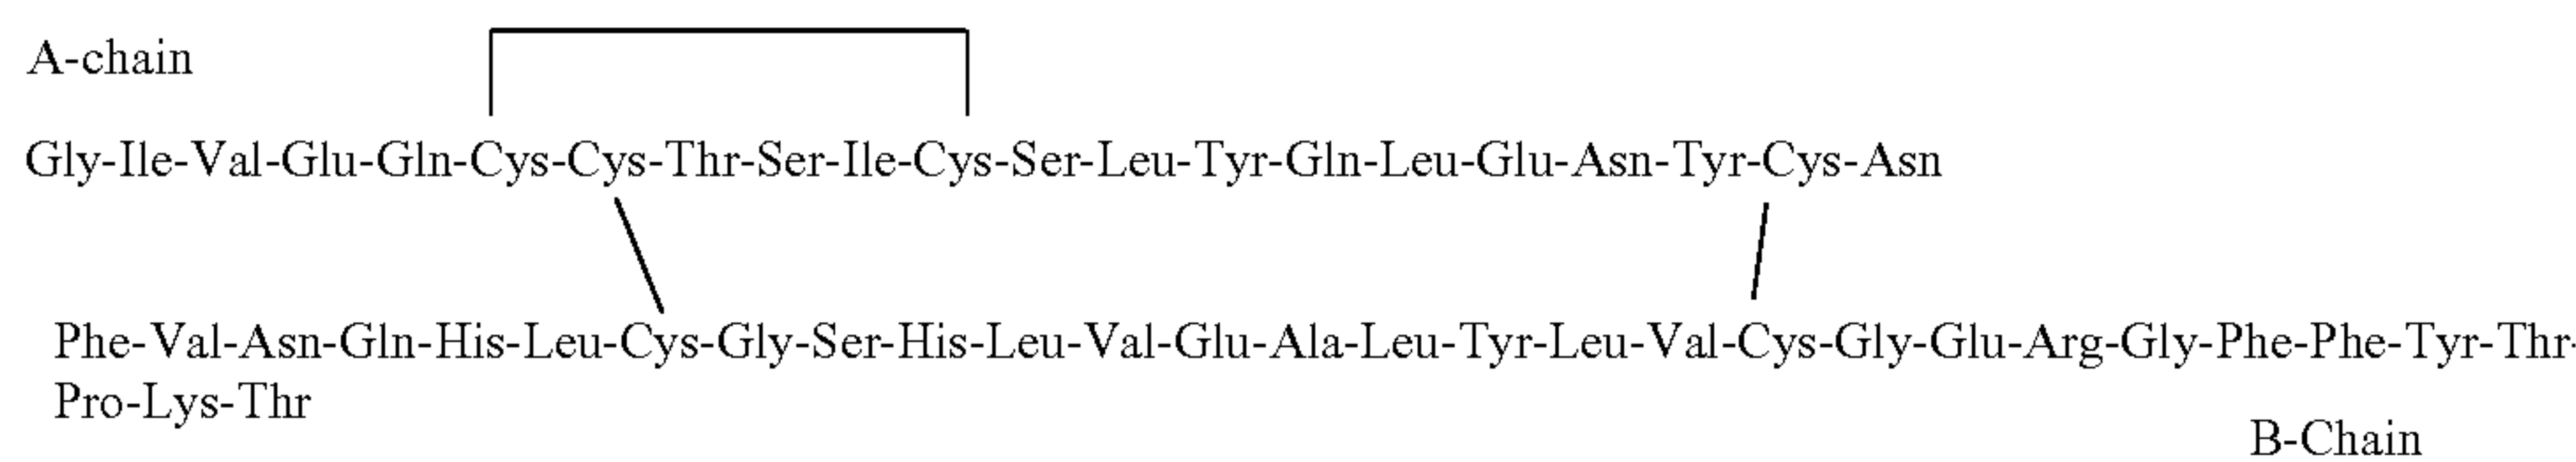 A-chain
Gly-Ile-Val-Glu-Gln-Cys-Cys-Thr-Ser-Ile-Cys-Ser-Leu-Tyr-Gln-Leu-Glu-Asn-Tyr-Cys-Asn
Phe-Val-Asn-Gln-His-Leu-Cys-Gly-Ser-His-Leu-Val-Glu-Ala-Leu-Tyr-Leu-Val-Cys-Gly-Glu-Arg-Gly-Phe-Phe-Tyr-Thr-
Pro-Lys-Thr
B-Chain